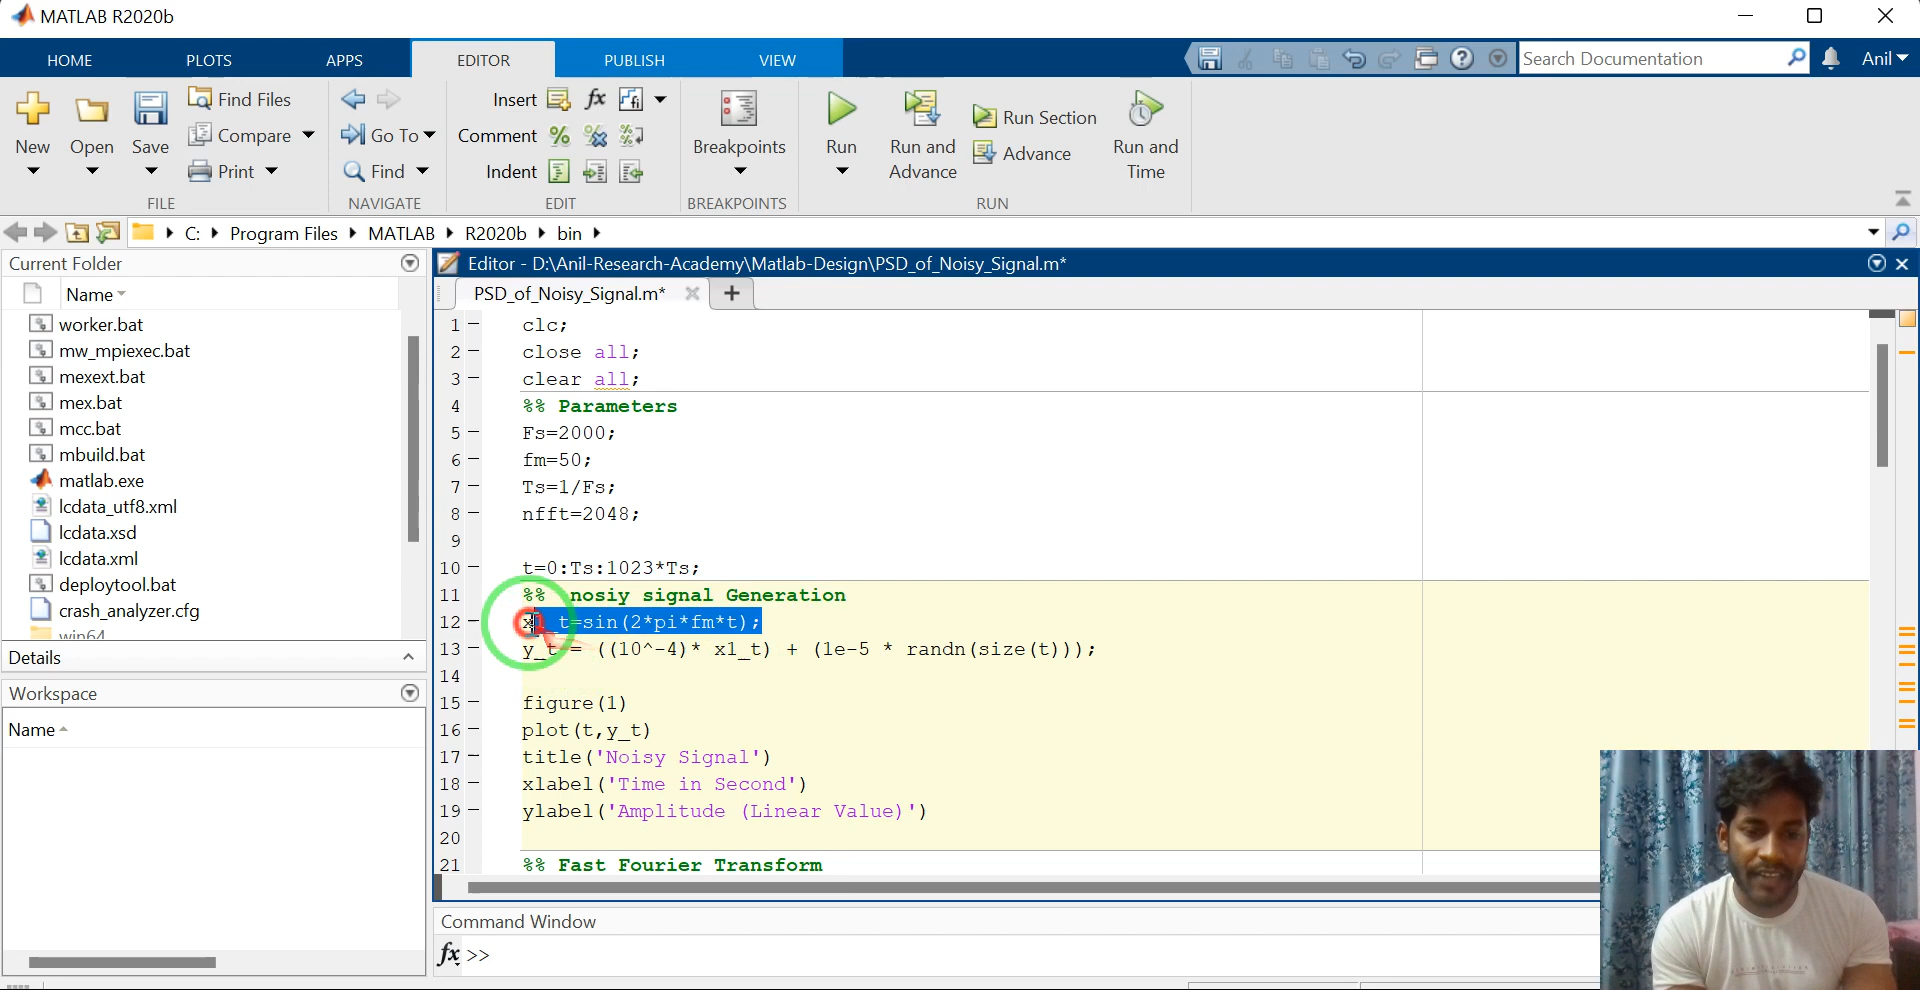 MATLAB R2020b
HOME PLOTS APPS EDITOR PUBLISH VIEW Search Documentation Anil
New Open Save Find Files Compare Print
FILE
Go To Find
NAVIGATE
Insert fx
Comment
Indent
EDIT
Breakpoints
BREAKPOINTS
Run Run and Advance Run Section Advance Run and Time
RUN
C: Program Files MATLAB R2020b bin
Current Folder
Name
worker.bat
mw_mpiexec.bat
mexext.bat
mex.bat
mcc.bat
mbuild.bat
matlab.exe
lcdata_utf8.xml
lcdata.xsd
lcdata.xml
deploytool.bat
crash_analyzer.cfg
win64
Details
Workspace
Name
Editor - D:\Anil-Research-Academy\Matlab-Design\PSD_of_Noisy_Signal.m*
PSD_of_Noisy_Signal.m*
1 clc;
2 close all;
3 clear all;
4 %% Parameters
5 Fs=2000;
6 fm=50;
7 Ts=1/Fs;
8 nfft=2048;
9
10 t=0:Ts:1023*Ts;
11 %% nosiy signal Generation
12 x1_t=sin(2*pi*fm*t);
13 y_t = ((10^-4)* x1_t) + (1e-5 * randn(size(t)));
14
15 figure(1)
16 plot(t,y_t)
17 title('Noisy Signal')
18 xlabel('Time in Second')
19 ylabel('Amplitude (Linear Value)')
20
21 %% Fast Fourier Transform
Command Window
fx >>